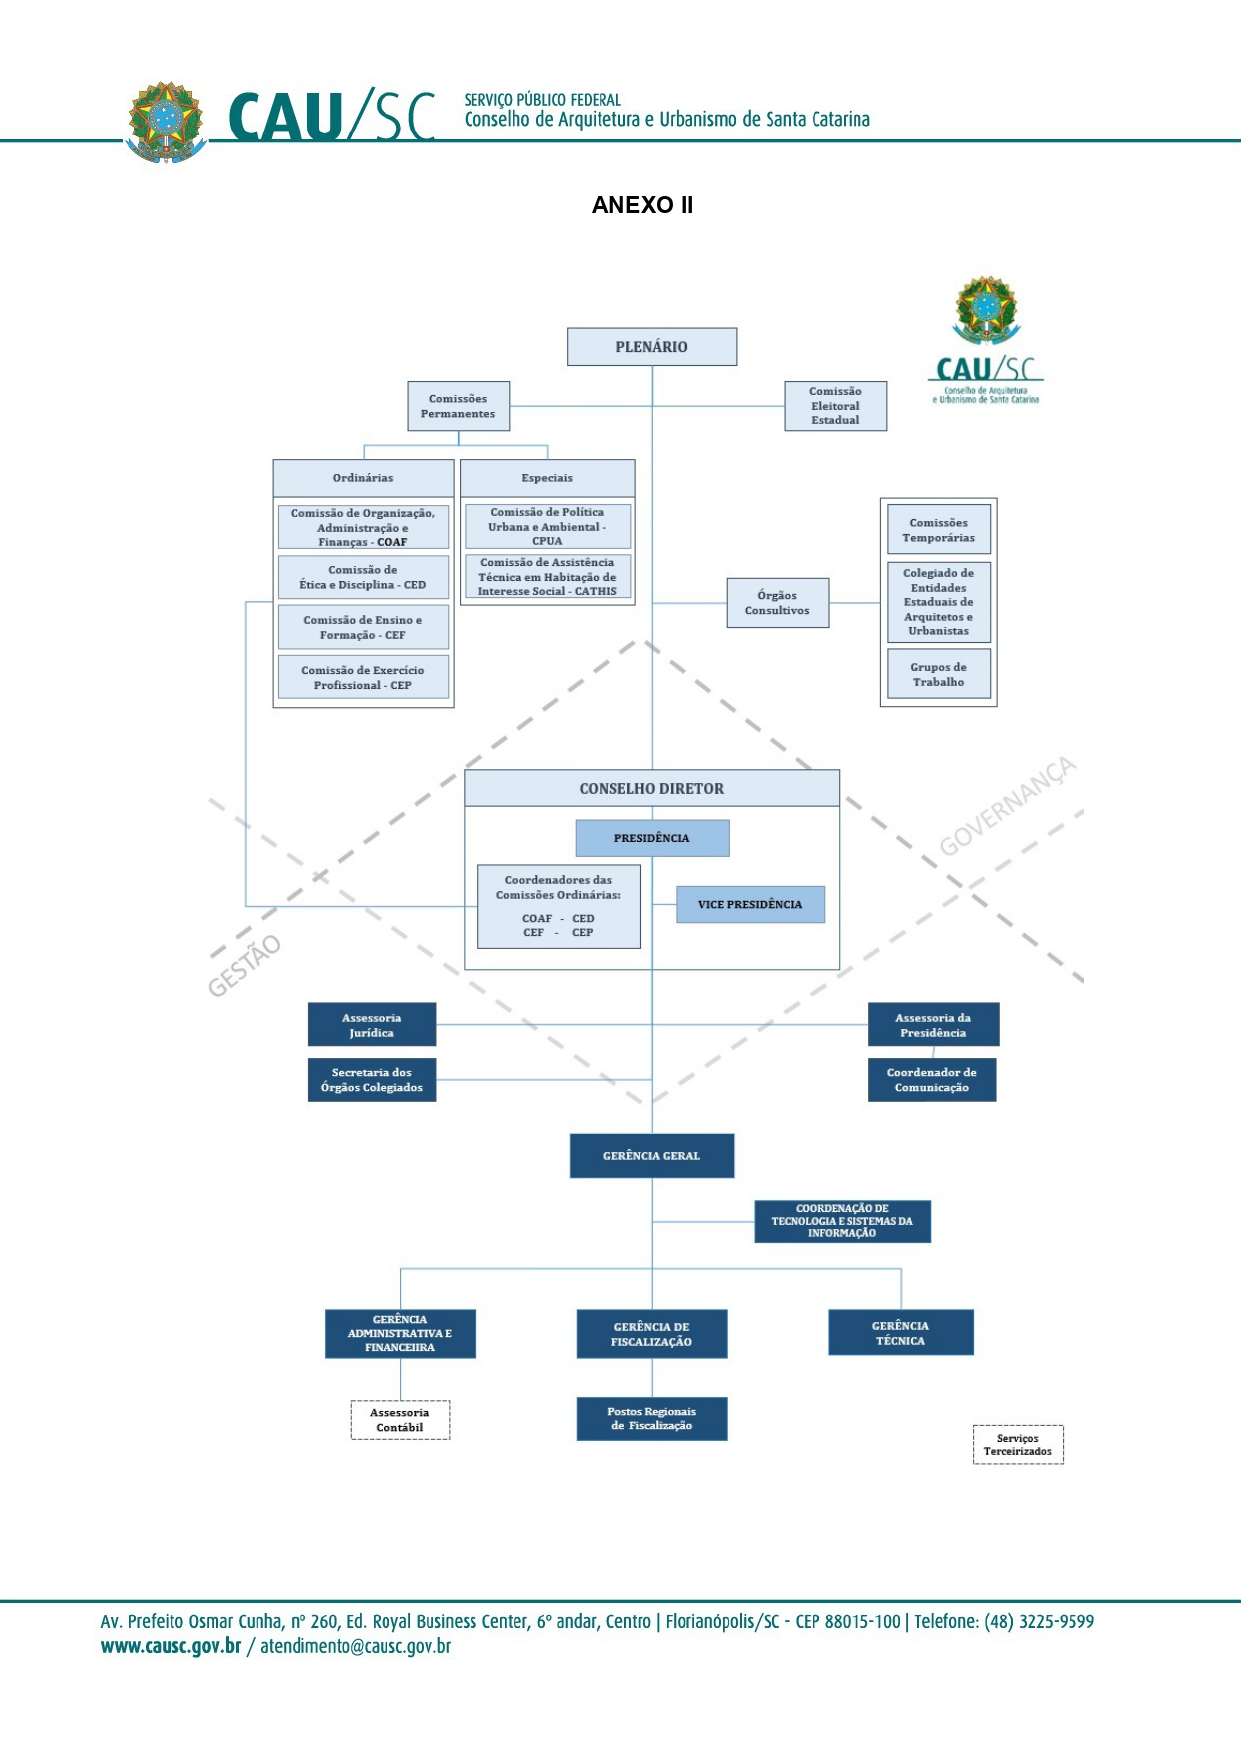 CAU/SC
SERVIÇO PÚBLICO FEDERAL
Conselho de Arquitetura e Urbanismo de Santa Catarina
ANEXO II
CAU/SC
Conselho de Arquitetura
e Urbanismo de Santa Catarina
PLENÁRIO
Comissões
Permanentes
Comissão
Eleitoral
Estadual
Ordinárias
Comissão de Organização,
Administração e
Finanças - COAF
Comissão de
Ética e Disciplina - CED
Comissão de Ensino e
Formação - CEF
Comissão de Exercício
Profissional - CEP
Especiais
Comissão de Política
Urbana e Ambiental -
CPUA
Comissão de Assistência
Técnica em Habitação de
Interesse Social - CATHIS
Órgãos
Consultivos
Comissões
Temporárias
Colegiado de
Entidades
Estaduais de
Arquitetos e
Urbanistas
Grupos de
Trabalho
GOVERNANÇA
GESTÃO
CONSELHO DIRETOR
PRESIDÊNCIA
Coordenadores das
Comissões Ordinárias:
COAF - CED
CEF - CEP
VICE PRESIDÊNCIA
Assessoria
Jurídica
Assessoria da
Presidência
Secretaria dos
Órgãos Colegiados
Coordenador de
Comunicação
GERÊNCIA GERAL
COORDENAÇÃO DE
TECNOLOGIA E SISTEMAS DA
INFORMAÇÃO
GERÊNCIA
ADMINISTRATIVA E
FINANCEIIRA
GERÊNCIA DE
FISCALIZAÇÃO
GERÊNCIA
TÉCNICA
Assessoria
Contábil
Postos Regionais
de Fiscalização
Serviços
Terceirizados
Av. Prefeito Osmar Cunha, nº 260, Ed. Royal Business Center, 6º andar, Centro | Florianópolis/SC - CEP 88015-100 | Telefone: (48) 3225-9599
www.causc.gov.br / atendimento@causc.gov.br